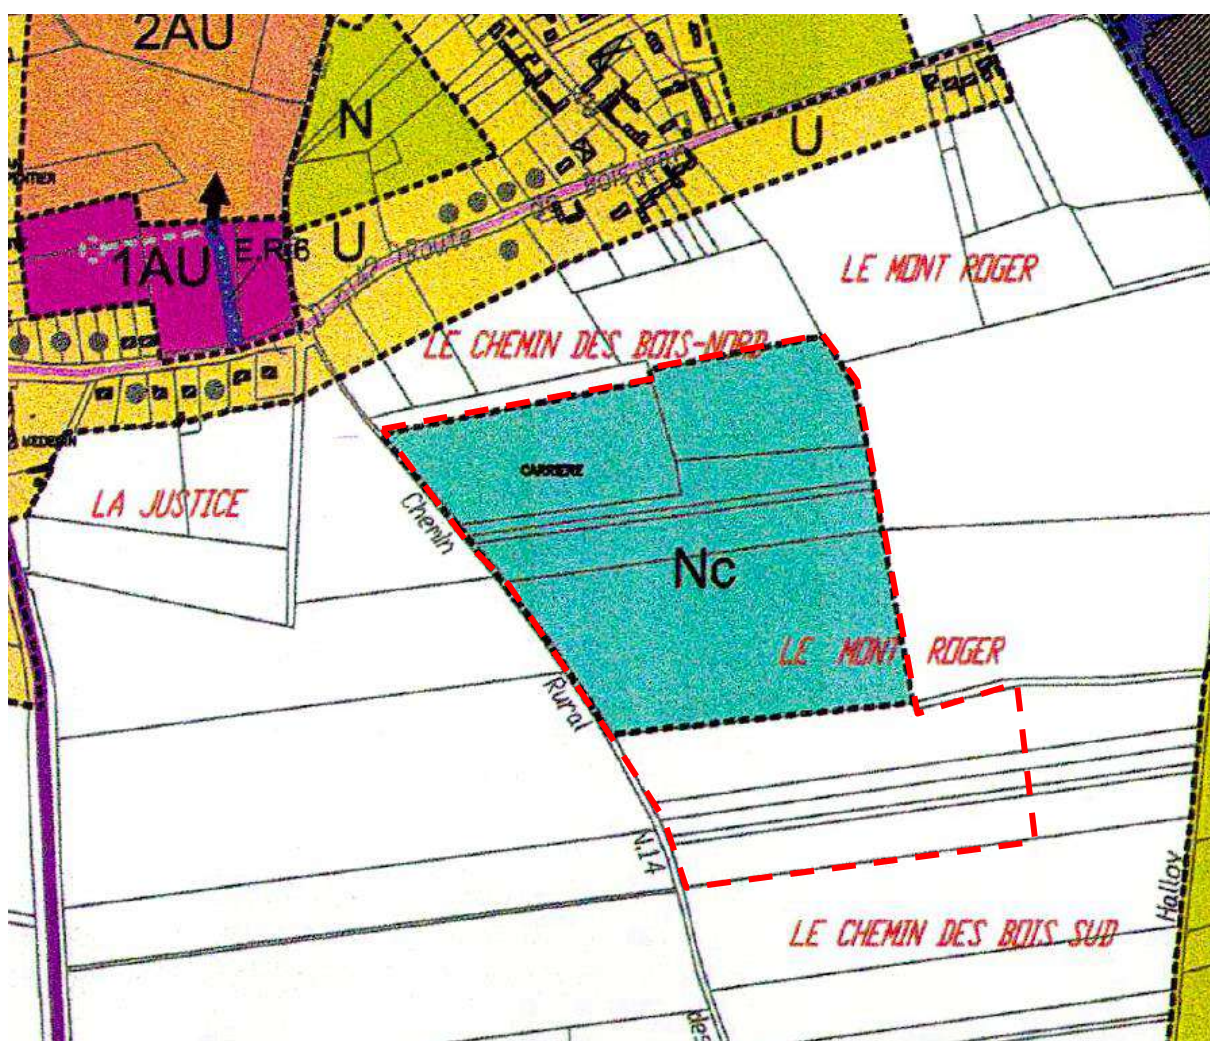 2AU
N
U
U
1AU
E.R.6
LE MONT ROGER
LE CHEMIN DES BOIS-NORD
CARRIERE
LA JUSTICE
Chemin
Nc
LE MONT ROGER
Rural
N.14
Halloy
LE CHEMIN DES BOIS SUD
des